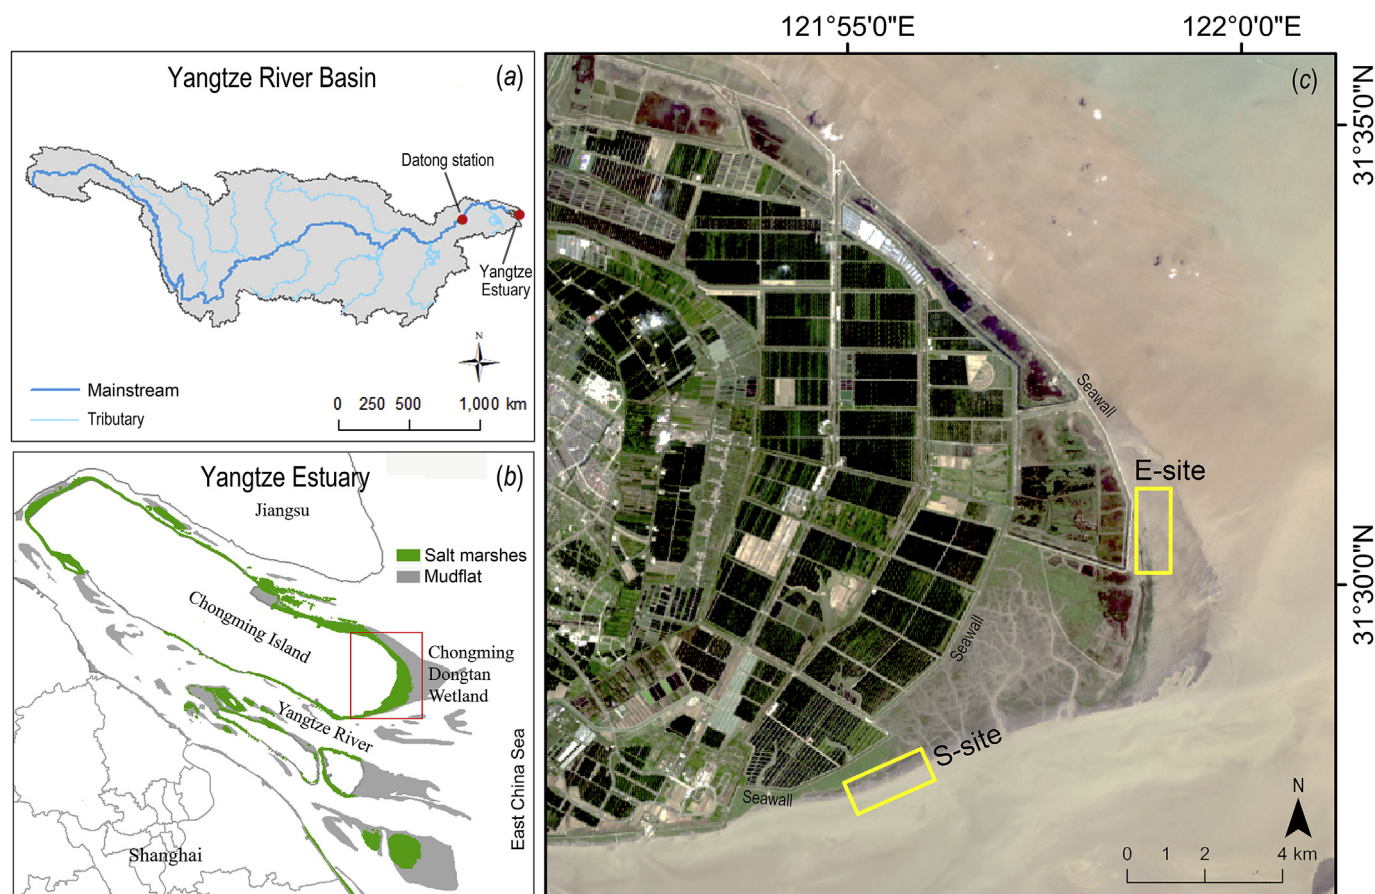 Yangtze River Basin
(a)
Datong station
Yangtze
Estuary
N
Mainstream
Tributary
0 250 500 1,000 km
Yangtze Estuary
(b)
Jiangsu
Salt marshes
Mudflat
Chongming Island
Chongming
Dongtan
Wetland
Yangtze River
East China Sea
Shanghai
121°55'0"E
122°0'0"E
(c)
31°35'0"N
Seawall
E-site
31°30'0"N
Seawall
S-site
Seawall
N
0 1 2 4 km